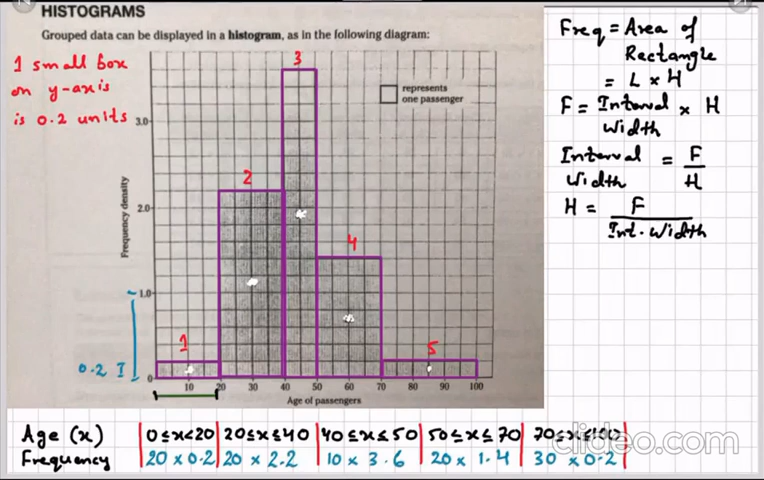 HISTOGRAMS
Grouped data can be displayed in a histogram, as in the following diagram:
1 small box
on y-axis
is 0.2 units
represents
one passenger
Frequency density
3.0
2.0
1.0
0
0.2 I
1
2
3
4
5
10 20 30 40 50 60 70 80 90 100
Age of passengers
Freq = Area of
Rectangle
= L x H
F = Interval x H
Width
Interval = F
Width H
H = F
Int. Width
Age (x) | 0≤x<20 | 20≤x≤40 | 40≤x≤50 | 50≤x≤70 | 70≤x≤100 |
Frequency | 20 x 0.2 | 20 x 2.2 | 10 x 3.6 | 20 x 1.4 | 30 x 0.2 |
clideo.com